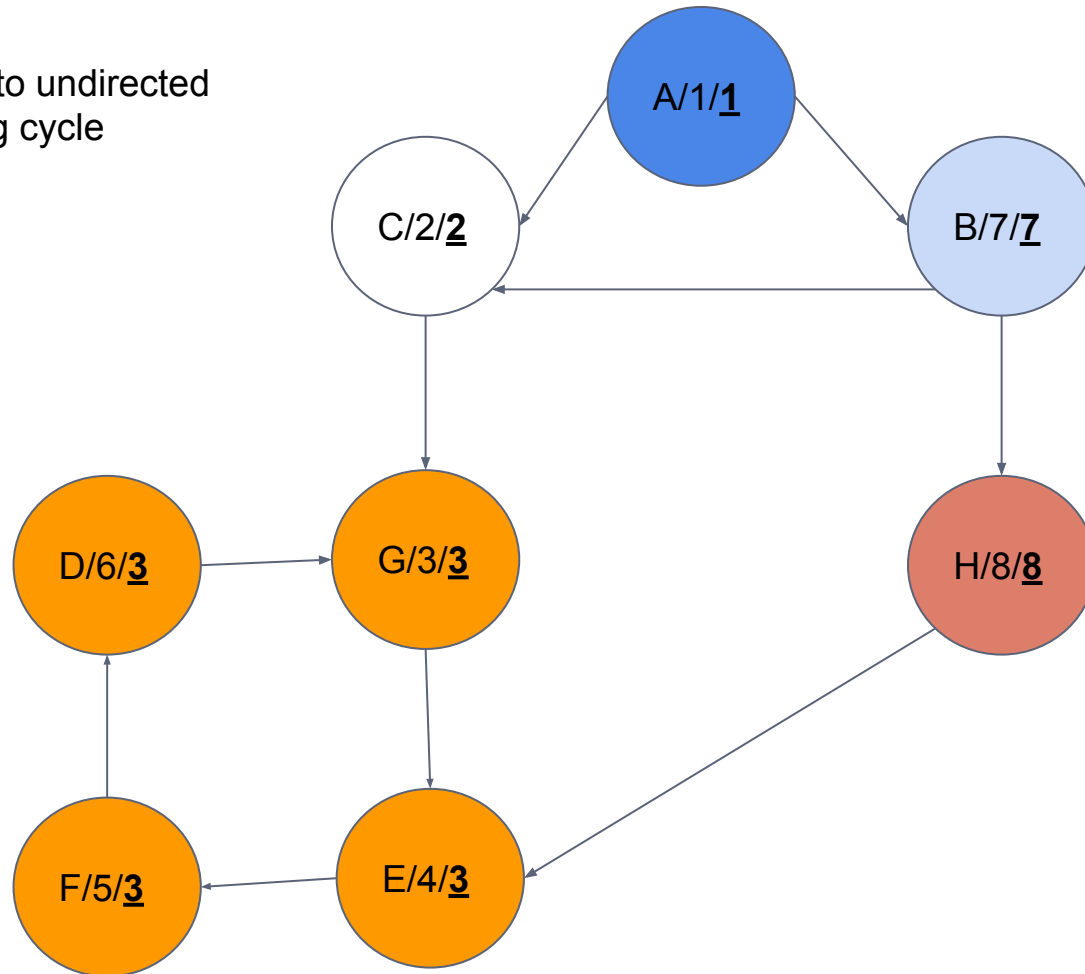 to undirected
g cycle
A/1/1
C/2/2
B/7/7
D/6/3
G/3/3
H/8/8
F/5/3
E/4/3